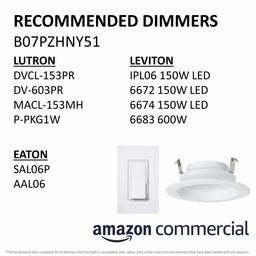 RECOMMENDED DIMMERS
B07PZHNY51
LUTRON
DVCL-153PR
DV-603PR
MACL-153MH
P-PKG1W
LEVITON
IPL06 150W LED
6672 150W LED
6674 150W LED
6683 600W
EATON
SAL06P
AAL06
amazon commercial